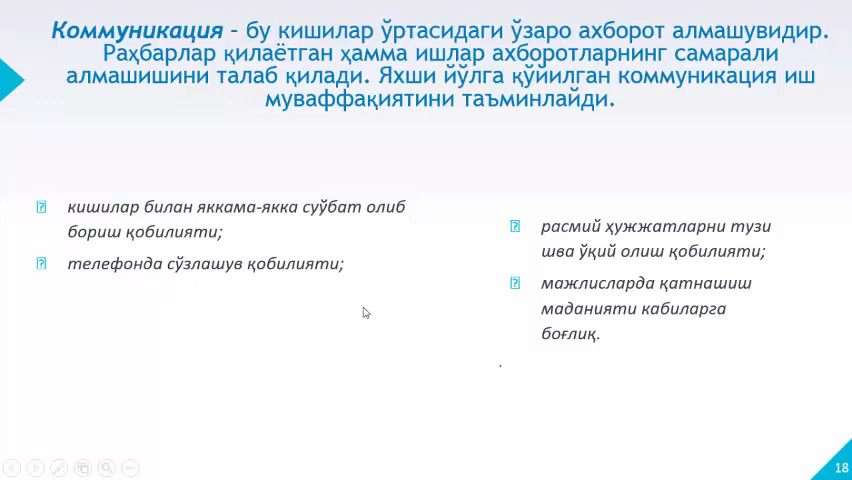 Коммуникация – бу кишилар ўртасидаги ўзаро ахборот алмашувидир.
Раҳбарлар қилаётган ҳамма ишлар ахборотларнинг самарали
алмашишини талаб қилади. Яхши йўлга қўйилган коммуникация иш
муваффақиятини таъминлайди.
кишилар билан яккама-якка суўбат олиб
бориш қобилияти;
телефонда сўзлашув қобилияти;
расмий ҳужжатларни тузи
шва ўқий олиш қобилияти;
мажлисларда қатнашиш
маданияти кабиларга
боғлиқ.
.
18